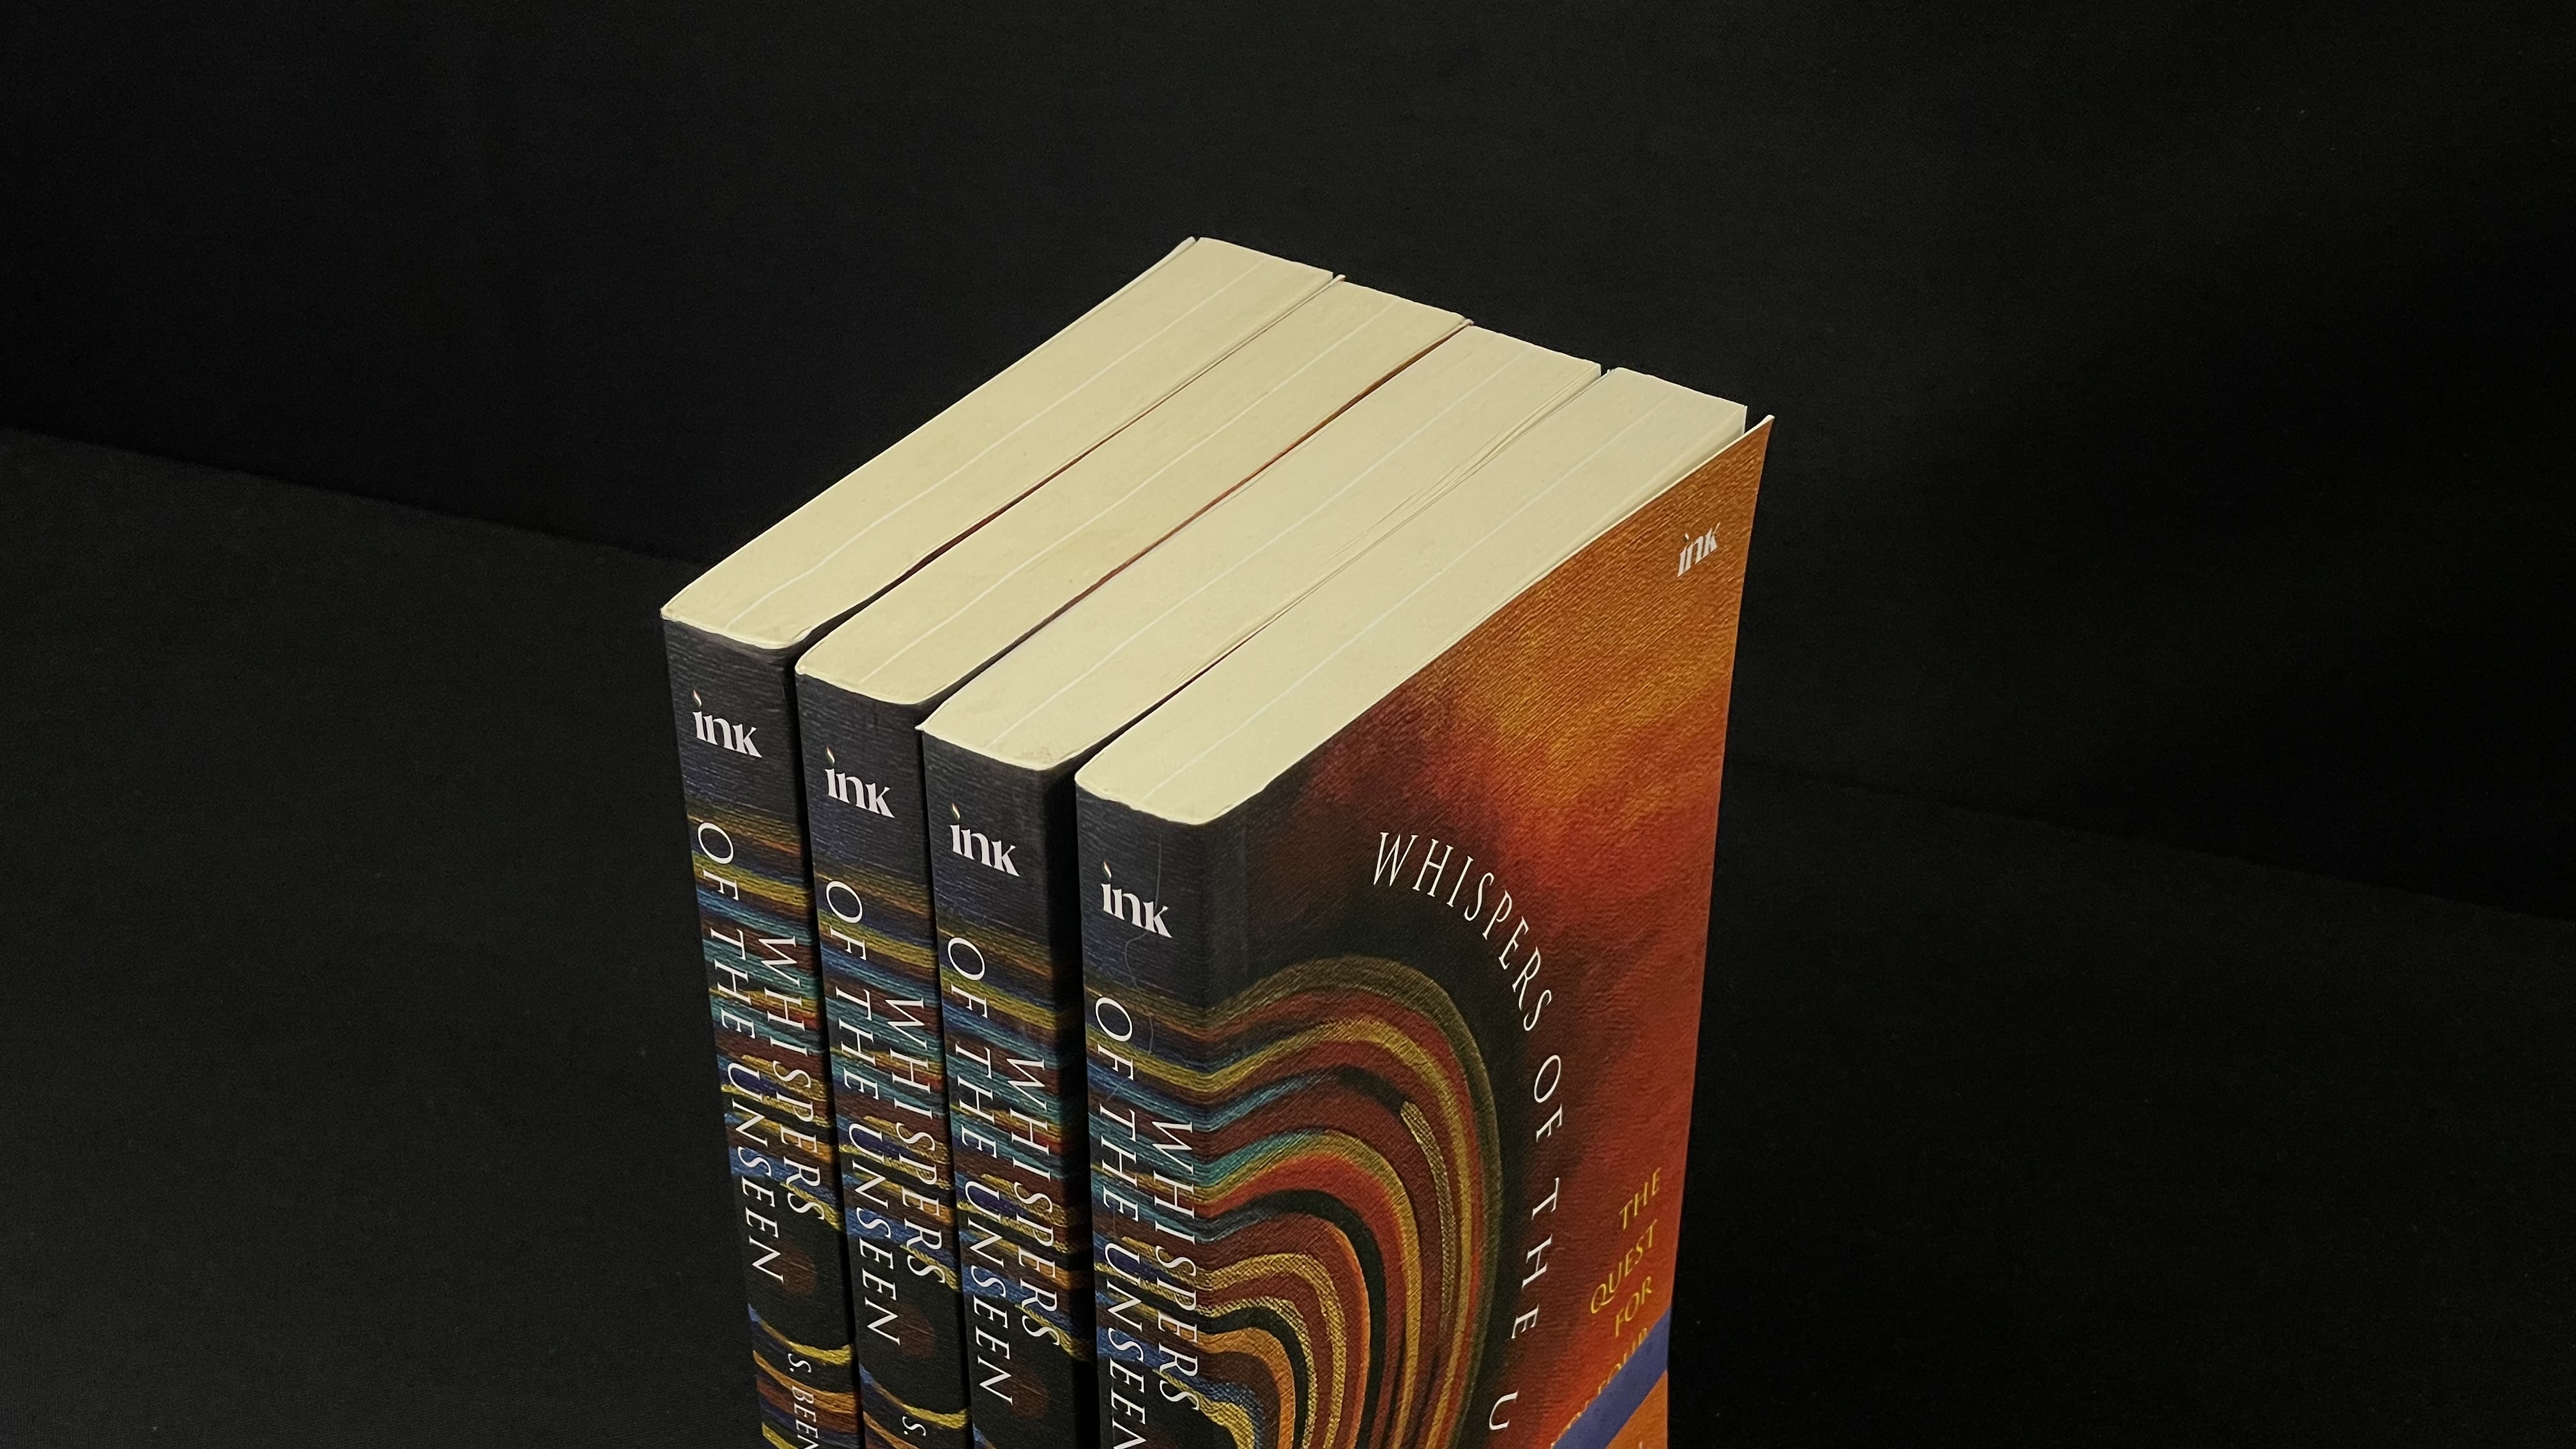 ink
OF THE UNSEEN
WHISPERS
S. BEEN
ink
OF THE UNSEEN
WHISPERS
S.
ink
OF THE UNSEEN
WHISPERS
ink
OF THE UNSEEN
WHISPERS
ink
WHISPERS OF THE U
THE
QUEST
FOR